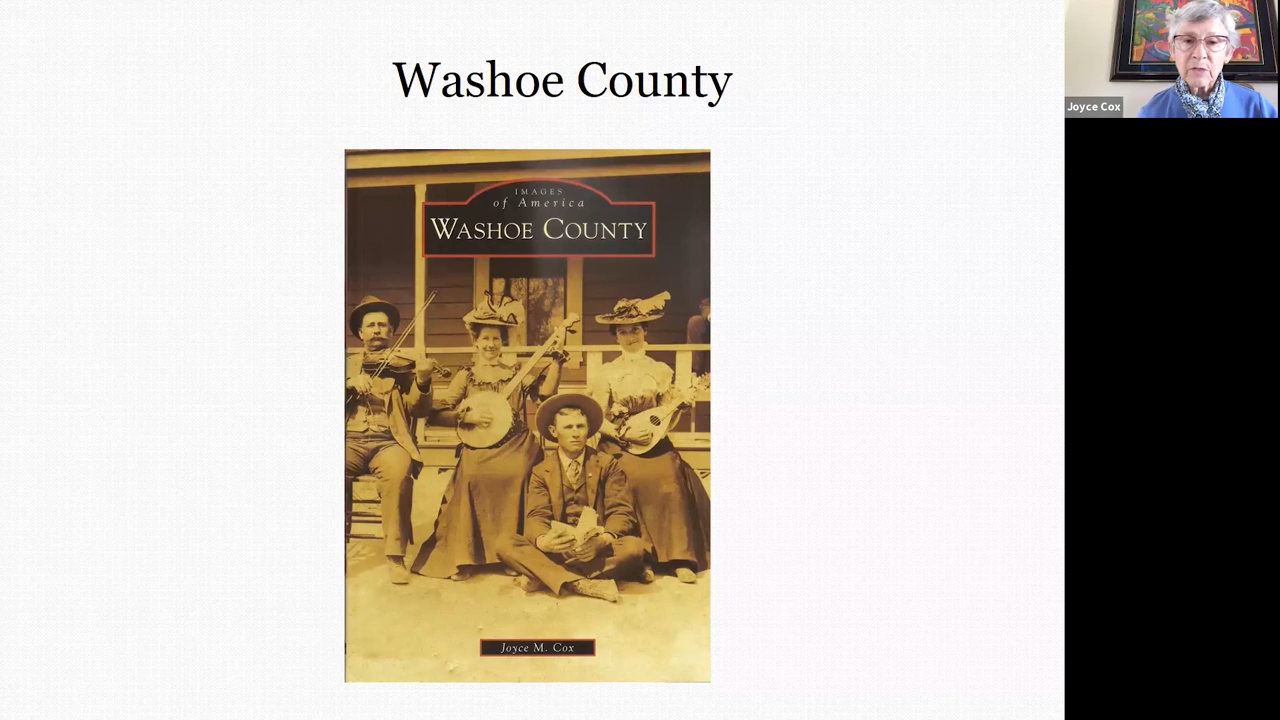 Washoe County
IMAGES
of America
WASHOE COUNTY
Joyce M. Cox
Joyce Cox